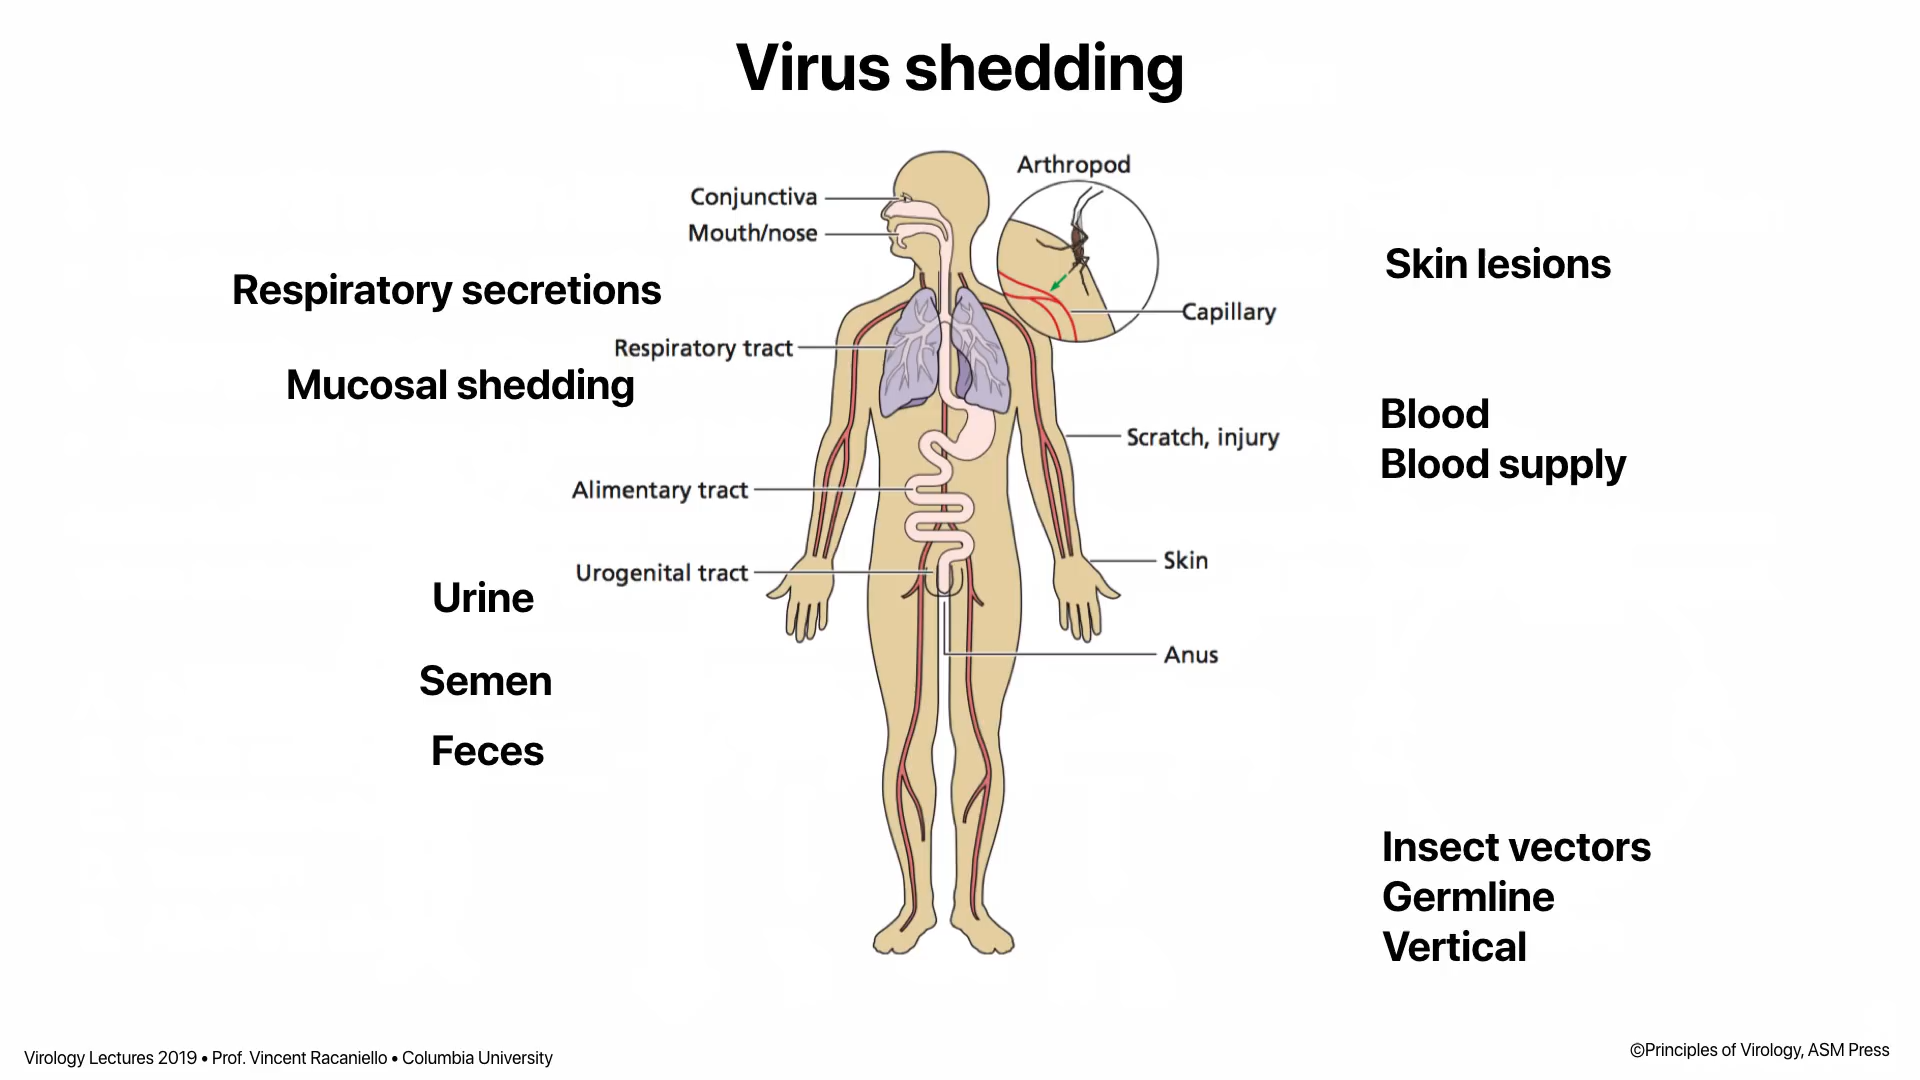 Virus shedding
Arthropod
Conjunctiva
Mouth/nose
Skin lesions
Respiratory secretions
Capillary
Respiratory tract
Mucosal shedding
Blood
Scratch, injury
Blood supply
Alimentary tract
Skin
Urogenital tract
Urine
Anus
Semen
Feces
Insect vectors
Germline
Vertical
Virology Lectures 2019 • Prof. Vincent Racaniello • Columbia University
©Principles of Virology, ASM Press